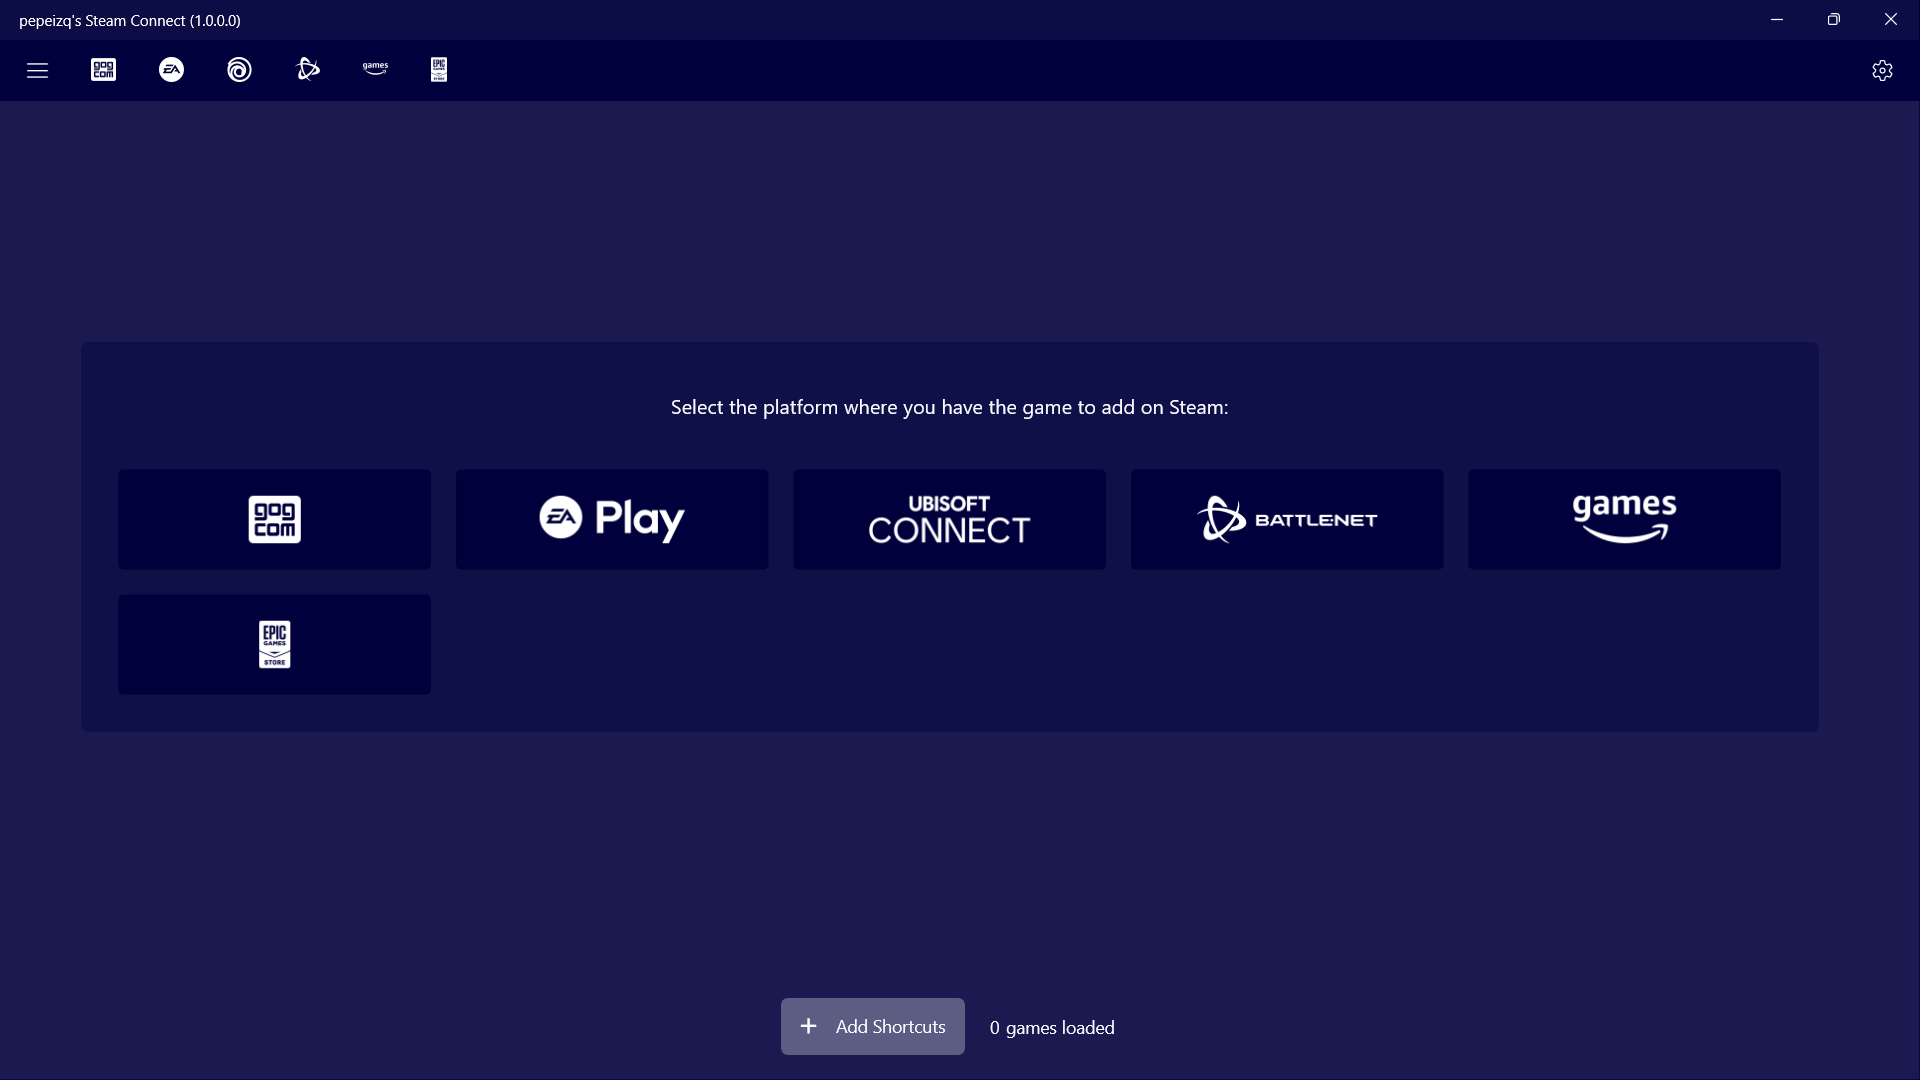 pepeizq's Steam Connect (1.0.0.0)
gog com
EA
games
EPIC GAMES STORE
Select the platform where you have the game to add on Steam:
gog com
EA Play
UBISOFT CONNECT
BATTLE.NET
games
EPIC GAMES STORE
Add Shortcuts
0 games loaded